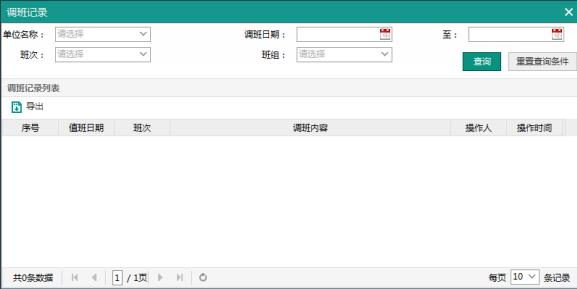 调班记录
单位名称： 请选择 调班日期： 至：
班次： 请选择 班组： 请选择 查询 重置查询条件
调班记录列表
导出
序号 值班日期 班次 调班内容 操作人 操作时间
共0条数据 1 / 1页 每页 10 条记录